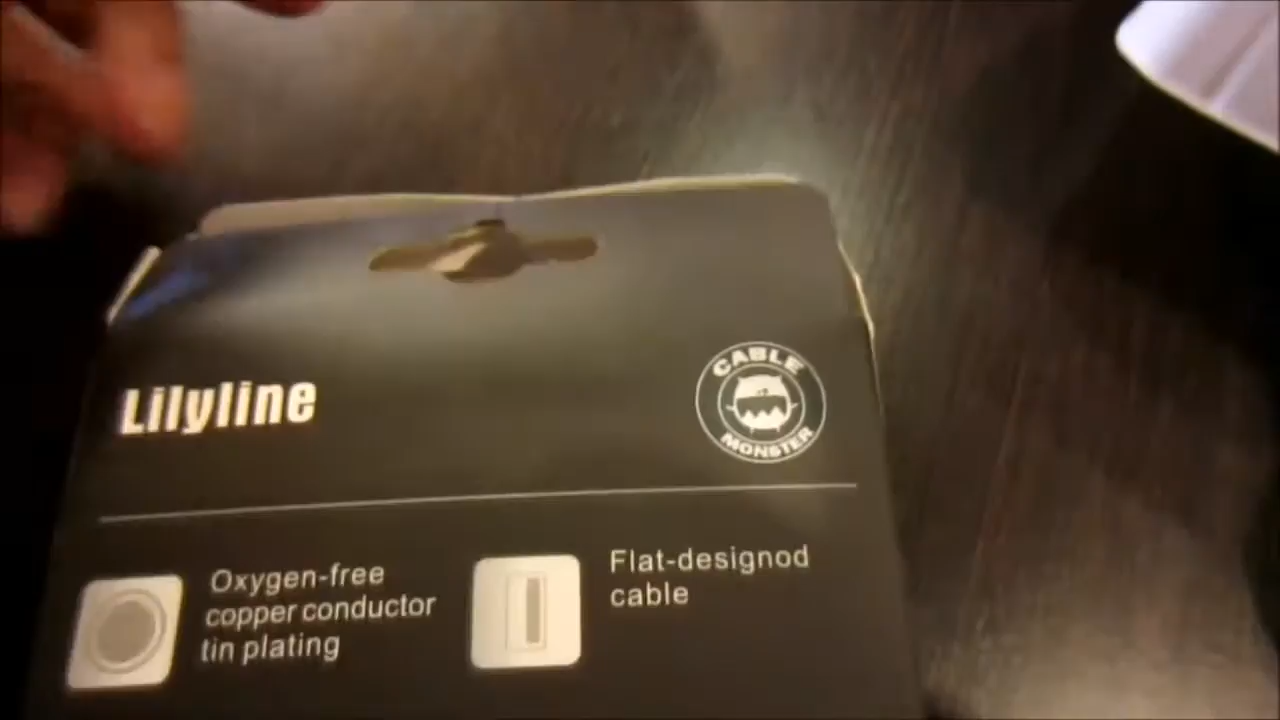 Lilyline
CABLE
MONSTER
Oxygen-free
copper conductor
tin plating
Flat-designod
cable